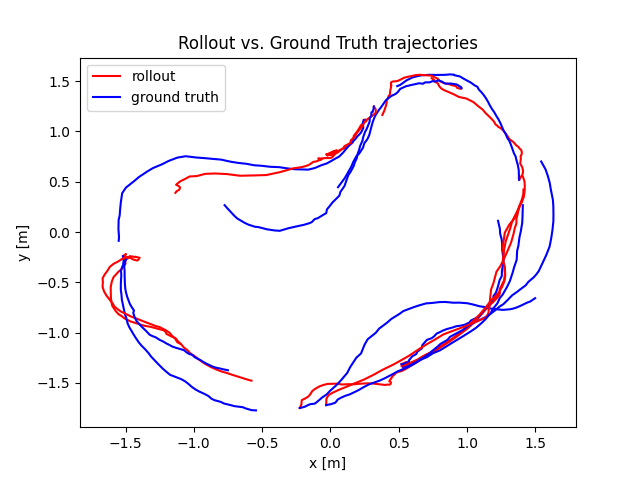 Rollout vs. Ground Truth trajectories
rollout
ground truth
1.5
1.0
0.5
0.0
−0.5
−1.0
−1.5
y [m]
−1.5 −1.0 −0.5 0.0 0.5 1.0 1.5
x [m]